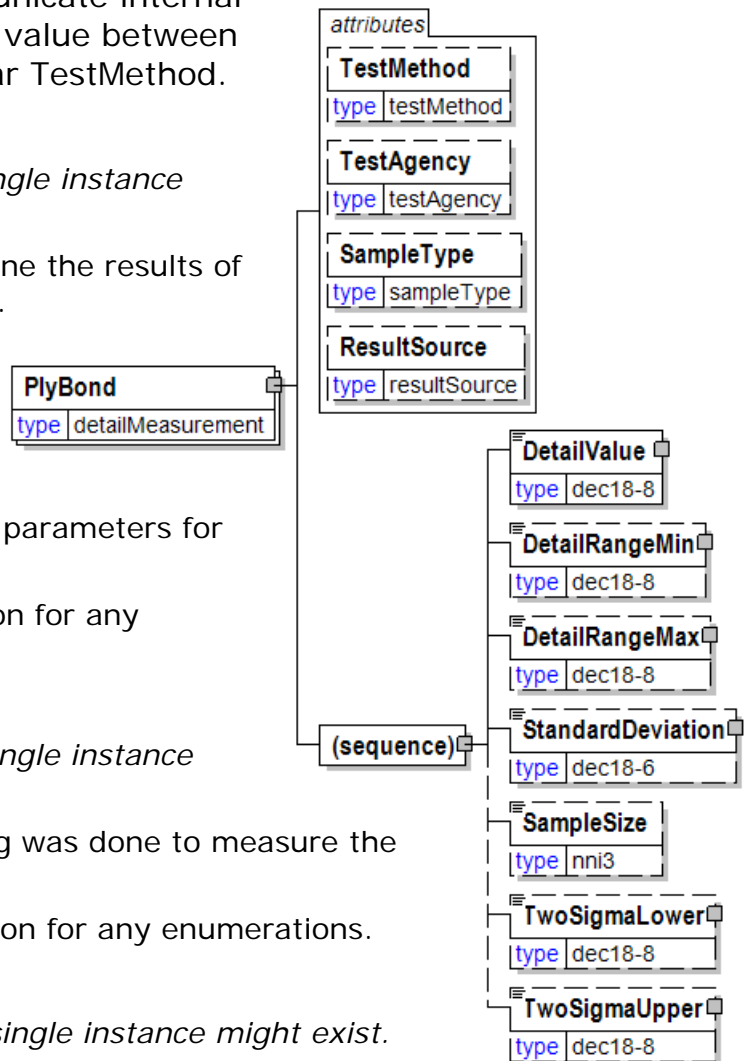 unicate internal
value between
ar TestMethod.
ngle instance
ne the results of
.
parameters for
on for any
ngle instance
g was done to measure the
on for any enumerations.
single instance might exist.
PlyBond
type detailMeasurement
attributes
TestMethod
type testMethod
TestAgency
type testAgency
SampleType
type sampleType
ResultSource
type resultSource
(sequence)
DetailValue
type dec18-8
DetailRangeMin
type dec18-8
DetailRangeMax
type dec18-8
StandardDeviation
type dec18-6
SampleSize
type nni3
TwoSigmaLower
type dec18-8
TwoSigmaUpper
type dec18-8